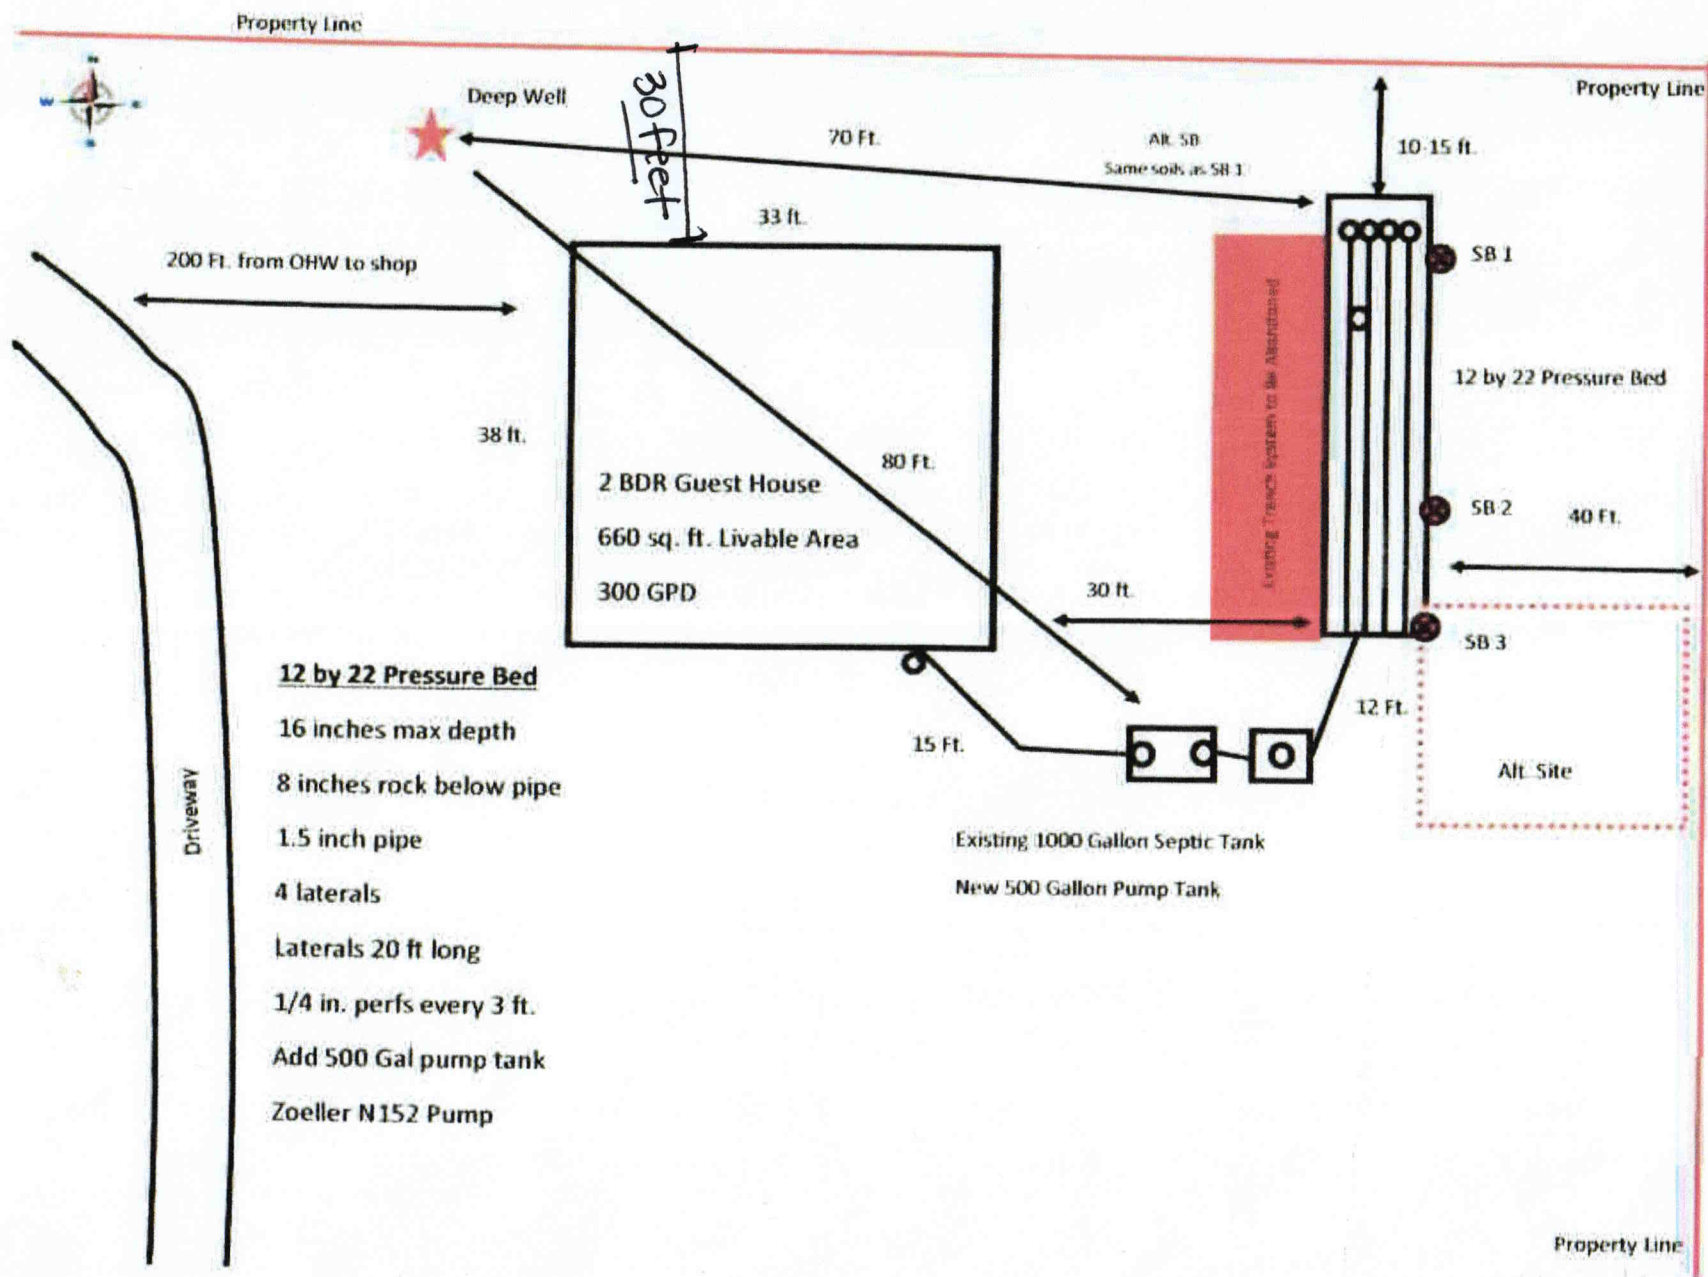 Property Line
Property Line
W
Deep Well
30 feet
70 Ft.
Alt. SB
Same soils as SB 1
10-15 ft.
33 ft.
200 Ft. from OHW to shop
SB 1
Existing Trench System to Be Abandoned
12 by 22 Pressure Bed
38 ft.
80 Ft.
2 BDR Guest House
660 sq. ft. Livable Area
300 GPD
SB 2
40 Ft.
30 ft.
SB 3
12 Ft.
15 Ft.
Alt. Site
Existing 1000 Gallon Septic Tank
New 500 Gallon Pump Tank
Driveway
12 by 22 Pressure Bed
16 inches max depth
8 inches rock below pipe
1.5 inch pipe
4 laterals
Laterals 20 ft long
1/4 in. perfs every 3 ft.
Add 500 Gal pump tank
Zoeller N152 Pump
Property Line